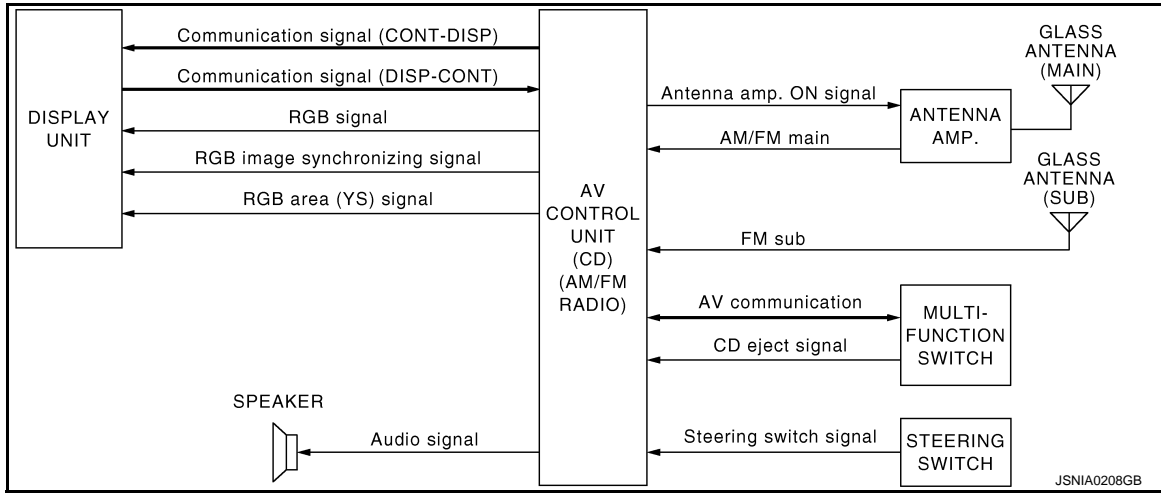 DISPLAY
UNIT
Communication signal (CONT-DISP)
Communication signal (DISP-CONT)
RGB signal
RGB image synchronizing signal
RGB area (YS) signal
SPEAKER
Audio signal
AV
CONTROL
UNIT
(CD)
(AM/FM
RADIO)
Antenna amp. ON signal
AM/FM main
ANTENNA
AMP.
GLASS
ANTENNA
(MAIN)
GLASS
ANTENNA
(SUB)
FM sub
AV communication
CD eject signal
MULTI-
FUNCTION
SWITCH
Steering switch signal
STEERING
SWITCH
JSNIA0208GB